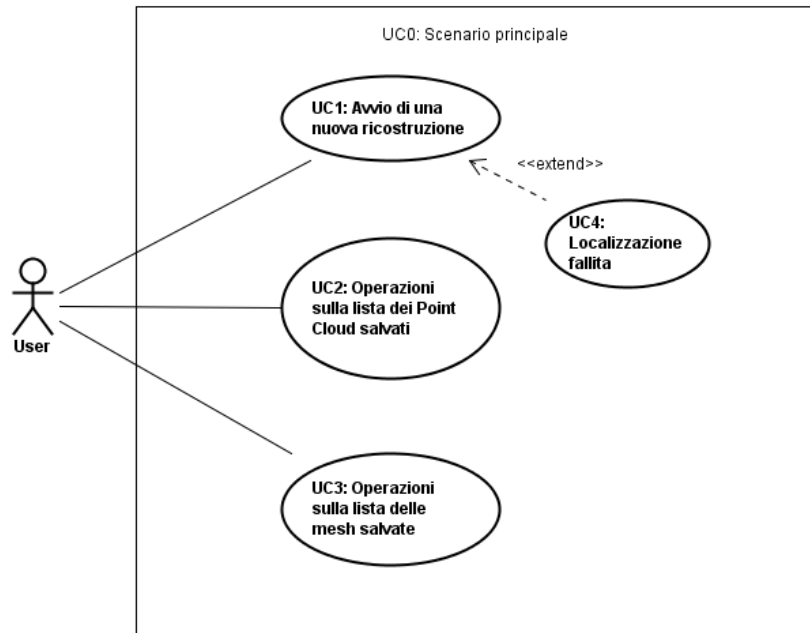 UC0: Scenario principale
UC1: Avvio di una
nuova ricostruzione
<<extend>>
UC4:
Localizzazione
fallita
UC2: Operazioni
sulla lista dei Point
Cloud salvati
User
UC3: Operazioni
sulla lista delle
mesh salvate